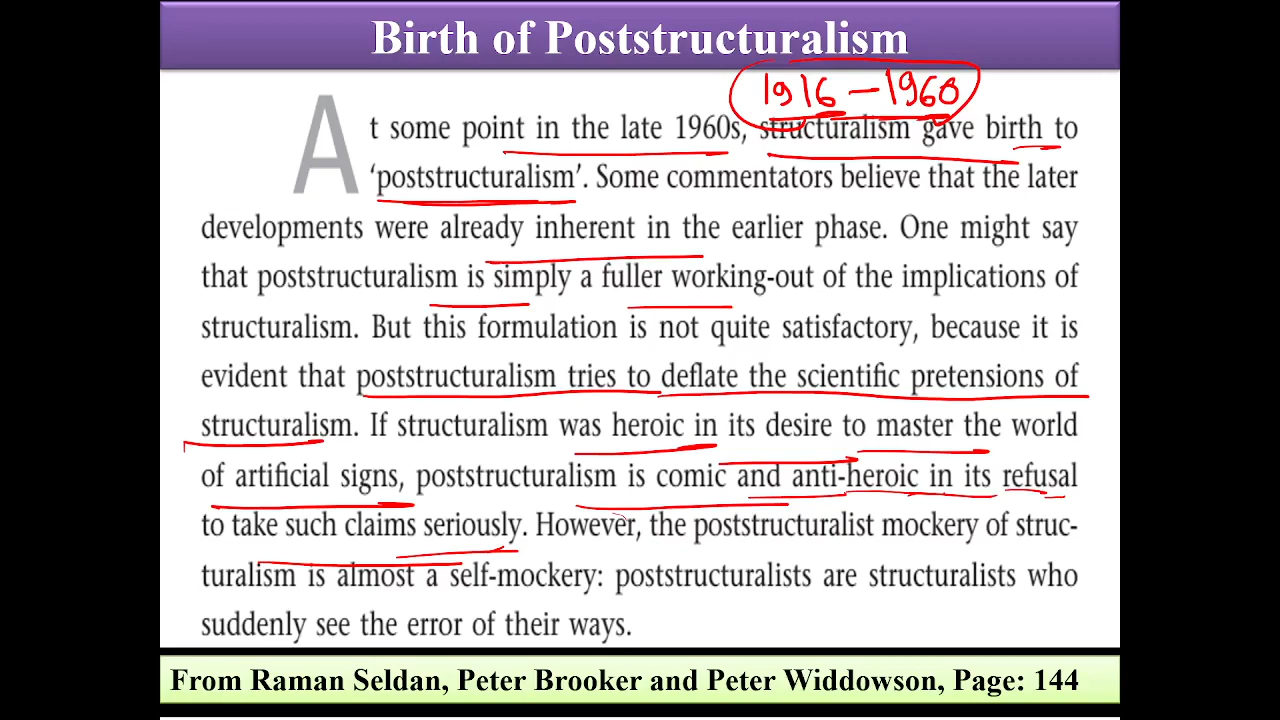 Birth of Poststructuralism
1916 – 1960
At some point in the late 1960s, structuralism gave birth to
‘poststructuralism’. Some commentators believe that the later
developments were already inherent in the earlier phase. One might say
that poststructuralism is simply a fuller working-out of the implications of
structuralism. But this formulation is not quite satisfactory, because it is
evident that poststructuralism tries to deflate the scientific pretensions of
structuralism. If structuralism was heroic in its desire to master the world
of artificial signs, poststructuralism is comic and anti-heroic in its refusal
to take such claims seriously. However, the poststructuralist mockery of struc-
turalism is almost a self-mockery: poststructuralists are structuralists who
suddenly see the error of their ways.
From Raman Seldan, Peter Brooker and Peter Widdowson, Page: 144